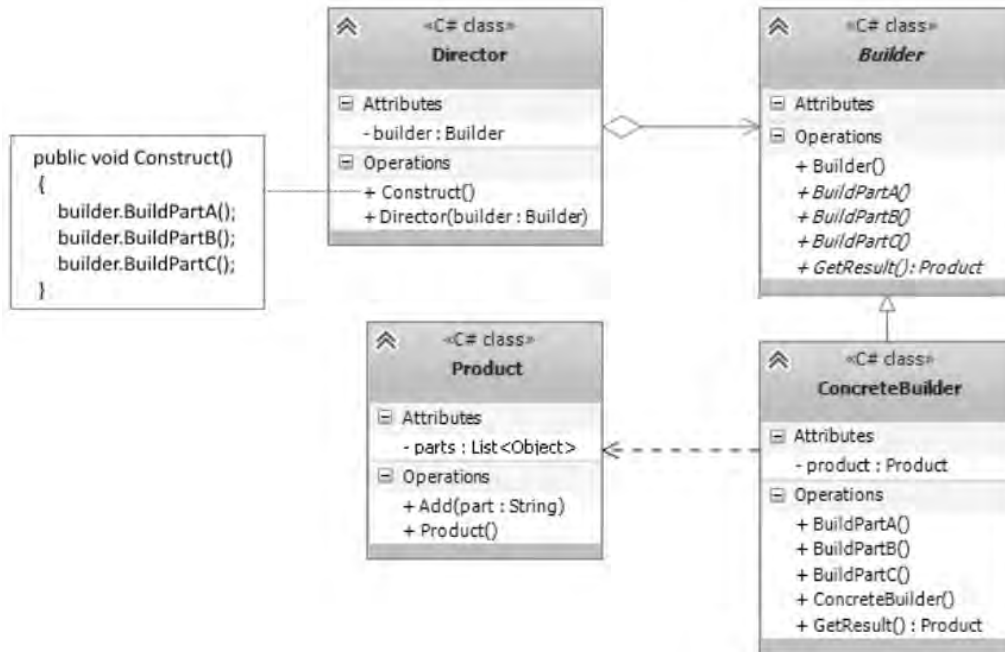 «C# class»
Director
Attributes
- builder : Builder
Operations
+ Construct()
+ Director(builder : Builder)
«C# class»
Builder
Attributes
Operations
+ Builder()
+ BuildPartA()
+ BuildPartB()
+ BuildPartC()
+ GetResult() : Product
public void Construct()
{
builder.BuildPartA();
builder.BuildPartB();
builder.BuildPartC();
}
«C# class»
Product
Attributes
- parts : List<Object>
Operations
+ Add(part : String)
+ Product()
«C# class»
ConcreteBuilder
Attributes
- product : Product
Operations
+ BuildPartA()
+ BuildPartB()
+ BuildPartC()
+ ConcreteBuilder()
+ GetResult() : Product